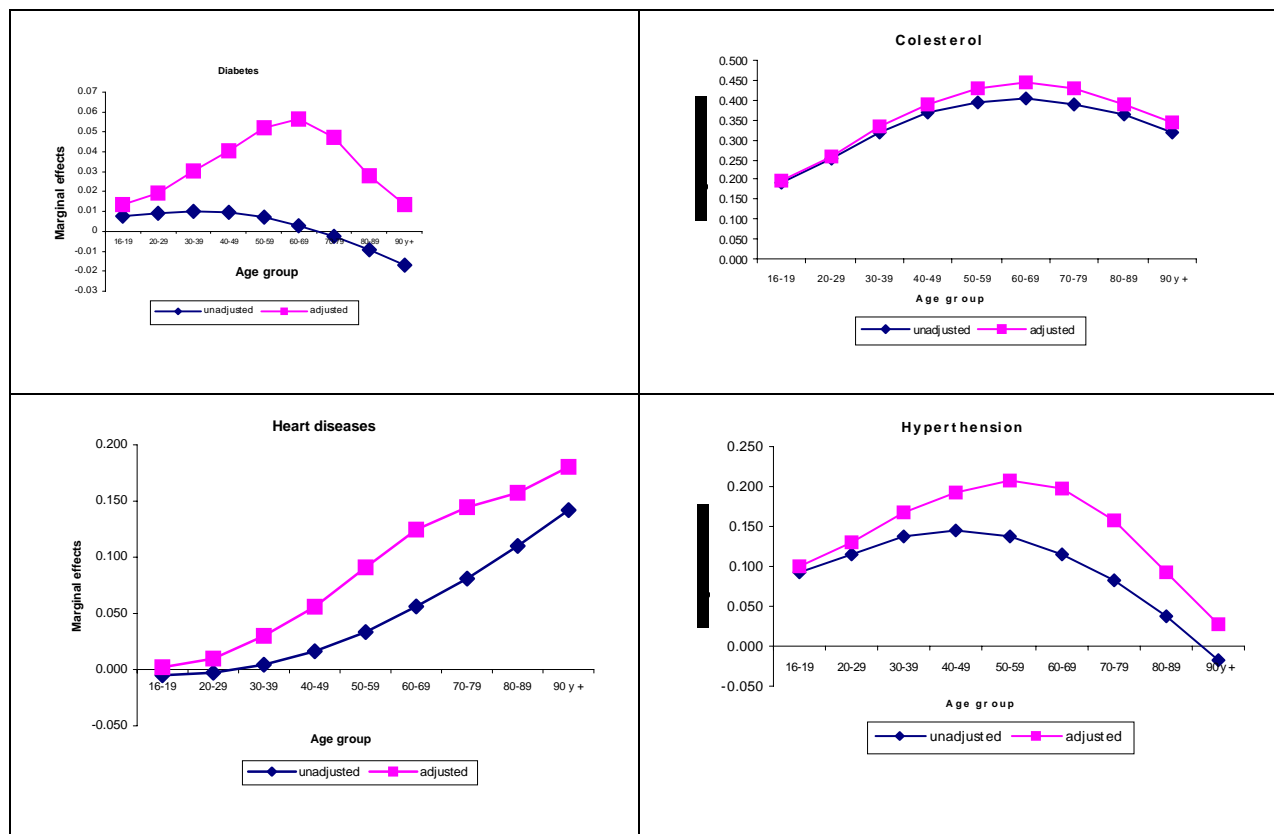 Diabetes
0.07
0.06
0.05
0.04
0.03
0.02
0.01
0
-0.01
-0.02
-0.03
Marginal effects
16-19 20-29 30-39 40-49 50-59 60-69 70-79 80-89 90 y+
Age group
unadjusted adjusted
Colesterol
0.500
0.450
0.400
0.350
0.300
0.250
0.200
0.150
0.100
0.050
0.000
16-19 20-29 30-39 40-49 50-59 60-69 70-79 80-89 90 y +
Age group
unadjusted adjusted
Heart diseases
0.200
0.150
0.100
0.050
0.000
-0.050
Marginal effects
16-19 20-29 30-39 40-49 50-59 60-69 70-79 80-89 90 y +
Age group
unadjusted adjusted
Hyperthension
0.250
0.200
0.150
0.100
0.050
0.000
-0.050
16-19 20-29 30-39 40-49 50-59 60-69 70-79 80-89 90 y +
Age group
unadjusted adjusted